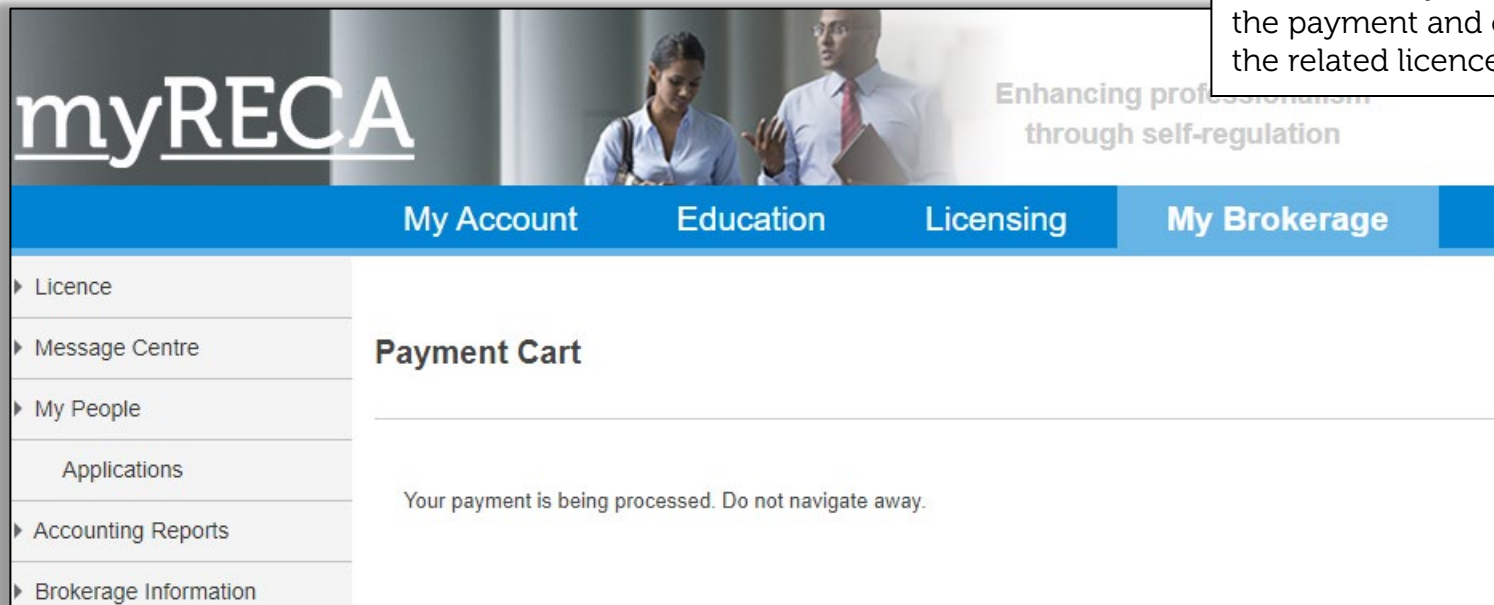 the payment and
the related licence
myRECA
Enhancing professionalism
through self-regulation
My Account Education Licensing My Brokerage
Licence
Message Centre
My People
Applications
Accounting Reports
Brokerage Information
Payment Cart
Your payment is being processed. Do not navigate away.